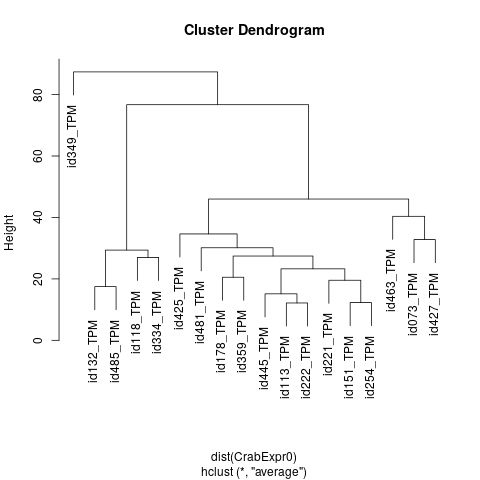 Cluster Dendrogram
Height
0
20
40
60
80
id349_TPM
id132_TPM
id485_TPM
id118_TPM
id334_TPM
id425_TPM
id481_TPM
id178_TPM
id359_TPM
id445_TPM
id113_TPM
id222_TPM
id221_TPM
id151_TPM
id254_TPM
id463_TPM
id073_TPM
id427_TPM
dist(CrabExpr0)
hclust (*, "average")